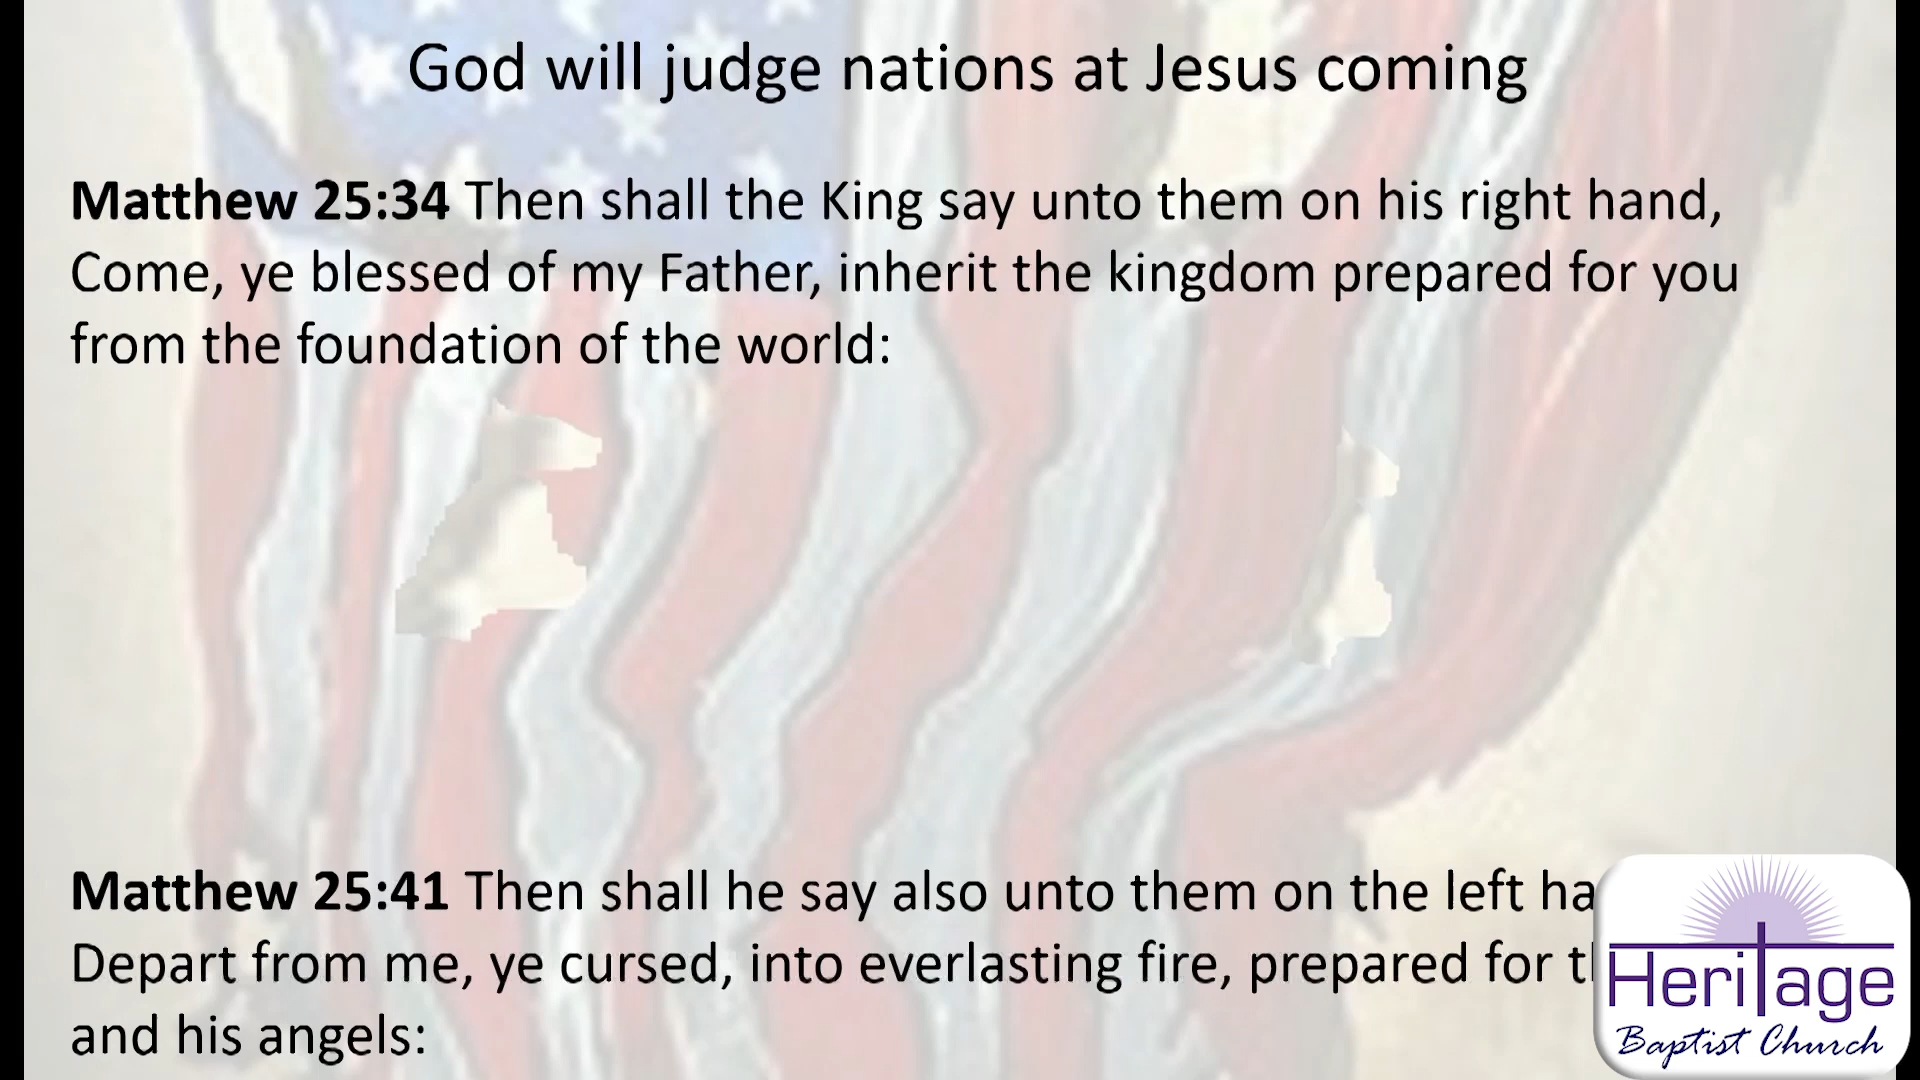 God will judge nations at Jesus coming
Matthew 25:34 Then shall the King say unto them on his right hand,
Come, ye blessed of my Father, inherit the kingdom prepared for you
from the foundation of the world:
Matthew 25:41 Then shall he say also unto them on the left
Depart from me, ye cursed, into everlasting fire, prepared for
and his angels:
Heritage
Baptist Church